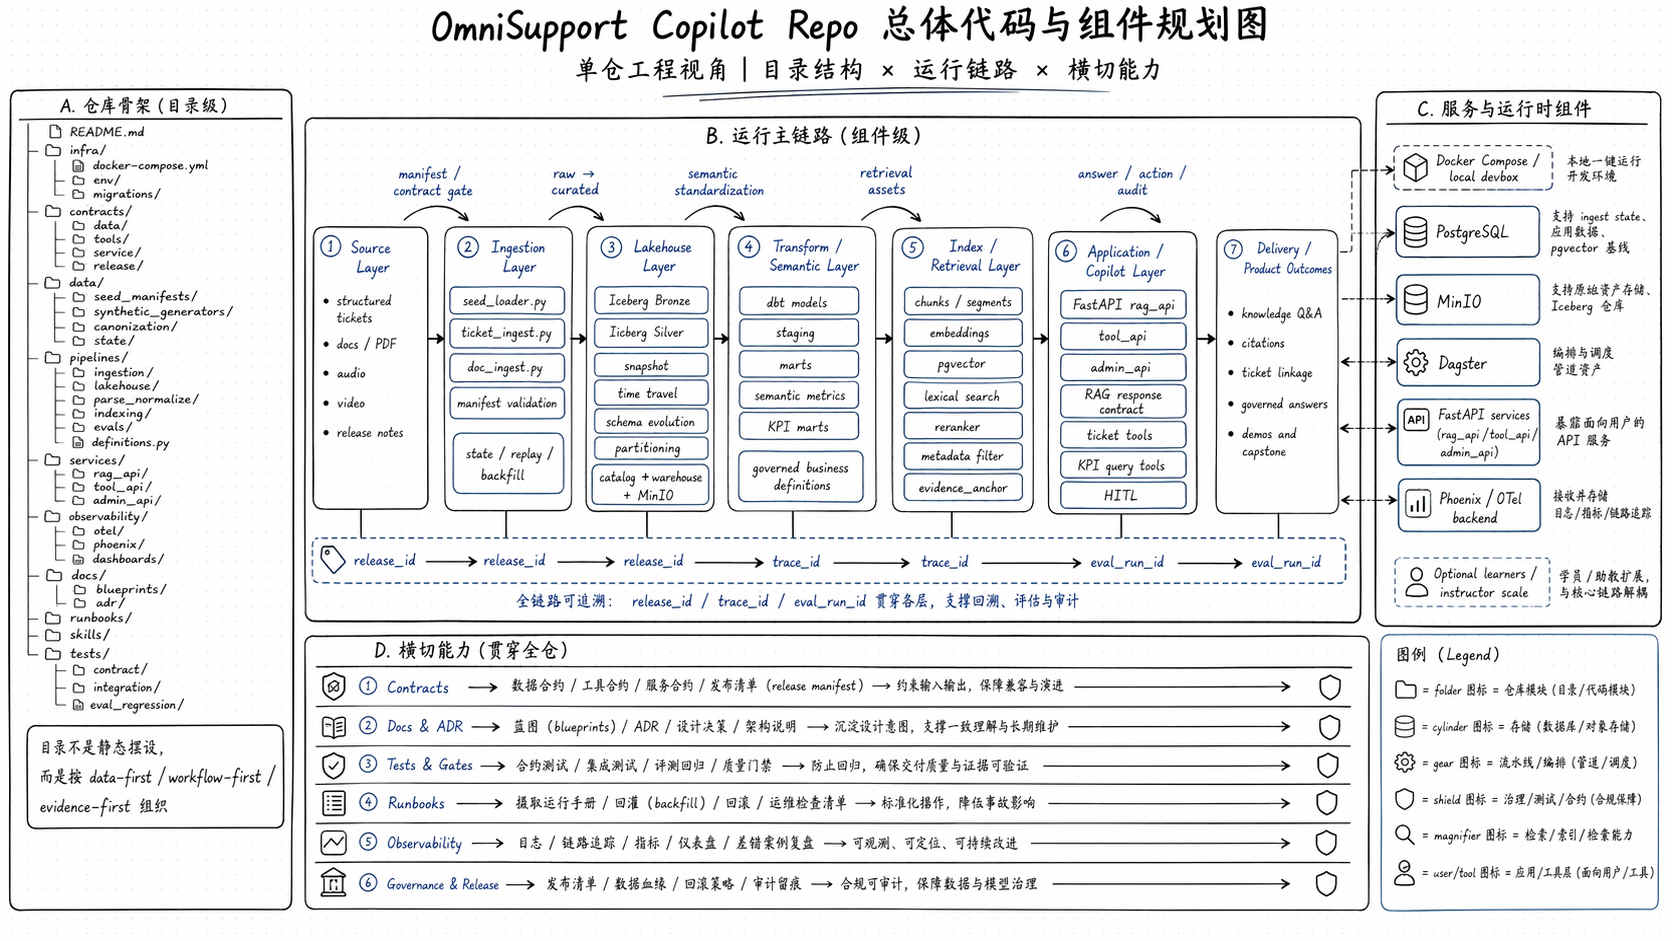 OmniSupport Copilot Repo 总体代码与组件规划图
单仓工程视角 | 目录结构 × 运行链路 × 横切能力
A. 仓库骨架 (目录级)
README.md
infra/
docker-compose.yml
env/
migrations/
contracts/
data/
tools/
service/
release/
data/
seed_manifests/
synthetic_generators/
canonization/
state/
pipelines/
ingestion/
lakehouse/
parse_normalize/
indexing/
evals/
definitions.py
services/
rag_api/
tool_api/
admin_api/
observability/
otel/
phoenix/
dashboards/
docs/
blueprints/
adr/
runbooks/
skills/
tests/
contract/
integration/
eval_regression/
目录不是静态摆设,
而是按 data-first / workflow-first /
evidence-first 组织
B. 运行主链路 (组件级)
manifest /
contract gate
raw →
curated
semantic
standardization
retrieval
assets
answer / action /
audit
1 Source
Layer
• structured
tickets
• docs / PDF
• audio
• video
• release notes
2 Ingestion
Layer
seed_loader.py
ticket_ingest.py
doc_ingest.py
manifest validation
state / replay /
backfill
3 Lakehouse
Layer
Iceberg Bronze
Iicberg Silver
snapshot
time travel
schema evolution
partitioning
catalog + warehouse
+ MinIO
4 Transform /
Semantic Layer
dbt models
staging
marts
semantic metrics
KPI marts
governed business
definitions
5 Index /
Retrieval Layer
chunks / segments
embeddings
pgvector
lexical search
reranker
metadata filter
evidence_anchor
6 Application /
Copilot Layer
FastAPI rag_api
tool_api
admin_api
RAG response
contract
ticket tools
KPI query tools
HITL
7 Delivery /
Product Outcomes
• knowledge Q&A
• citations
• ticket linkage
• governed answers
• demos and
capstone
release_id → release_id → release_id → trace_id → trace_id → eval_run_id → eval_run_id
全链路可追溯: release_id / trace_id / eval_run_id 贯穿各层, 支撑回溯、评估与审计
C. 服务与运行时组件
Docker Compose /
local devbox
本地一键运行
开发环境
PostgreSQL
支持 ingest state、
应用数据、
pgvector 基线
MinIO
支持原始资产存储、
Iceberg 仓库
Dagster
编排与调度
管道资产
API
FastAPI services
(rag_api / tool_api /
admin_api)
面向用户的
API 服务
Phoenix / OTel
backend
接收并存储
日志/指标/链路追踪
Optional learners /
instructor scale
学员 / 助教扩展,
与核心链路解耦
D. 横切能力 (贯穿全仓)
1 Contracts → 数据合约 / 工具合约 / 服务合约 / 发布清单 (release manifest) → 约束输入输出, 保障兼容与演进
2 Docs & ADR → 蓝图 (blueprints) / ADR / 设计决策 / 架构说明 → 沉淀设计意图, 支撑一致理解与长期维护
3 Tests & Gates → 合约测试 / 集成测试 / 评测回归 / 质量门禁 → 防止回归, 确保交付质量与证据可验证
4 Runbooks → 摄取运行手册 / 回灌 (backfill) / 回滚 / 运维检查清单 → 标准化操作, 降低事故影响
5 Observability → 日志 / 链路追踪 / 指标 / 仪表盘 / 差错案例复盘 → 可观测、可定位、可持续改进
6 Governance & Release → 发布清单 / 数据血缘 / 回滚策略 / 审计留痕 → 合规可审计, 保障数据与模型治理
图例 (Legend)
= folder 图标 = 仓库模块 (目录/代码模块)
= cylinder 图标 = 存储 (数据库/对象存储)
= gear 图标 = 流水线/编排 (管道/调度)
= shield 图标 = 治理/测试/合约 (合规保障)
= magnifier 图标 = 检索/索引/检索能力
= user/tool 图标 = 应用/工具层 (面向用户/工具)